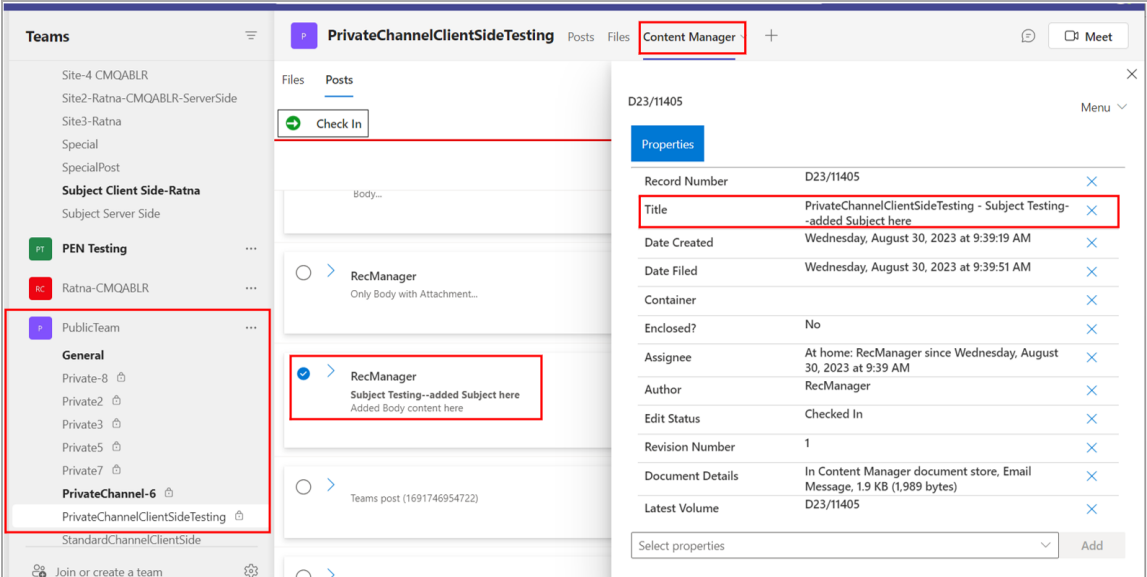 Teams
Site-4 CMQABLR
Site2-Ratna-CMQABLR-ServerSide
Site3-Ratna
Special
SpecialPost
Subject Client Side-Ratna
Subject Server Side
PT PEN Testing ...
RC Ratna-CMQABLR ...
P PublicTeam ...
General
Private-8
Private2
Private3
Private5
Private7
PrivateChannel-6
PrivateChannelClientSideTesting
StandardChannelClientSide
Join or create a team
P PrivateChannelClientSideTesting Posts Files Content Manager
Meet
Files Posts
Check In
Body...
RecManager
Only Body with Attachment...
RecManager
Subject Testing--added Subject here
Added Body content here
Teams post (1691746954722)
D23/11405
Menu
Properties
Record Number D23/11405
Title PrivateChannelClientSideTesting - Subject Testing-
-added Subject here
Date Created Wednesday, August 30, 2023 at 9:39:19 AM
Date Filed Wednesday, August 30, 2023 at 9:39:51 AM
Container
Enclosed? No
Assignee At home: RecManager since Wednesday, August
30, 2023 at 9:39 AM
Author RecManager
Edit Status Checked In
Revision Number 1
Document Details In Content Manager document store, Email
Message, 1.9 KB (1,989 bytes)
Latest Volume D23/11405
Select properties Add